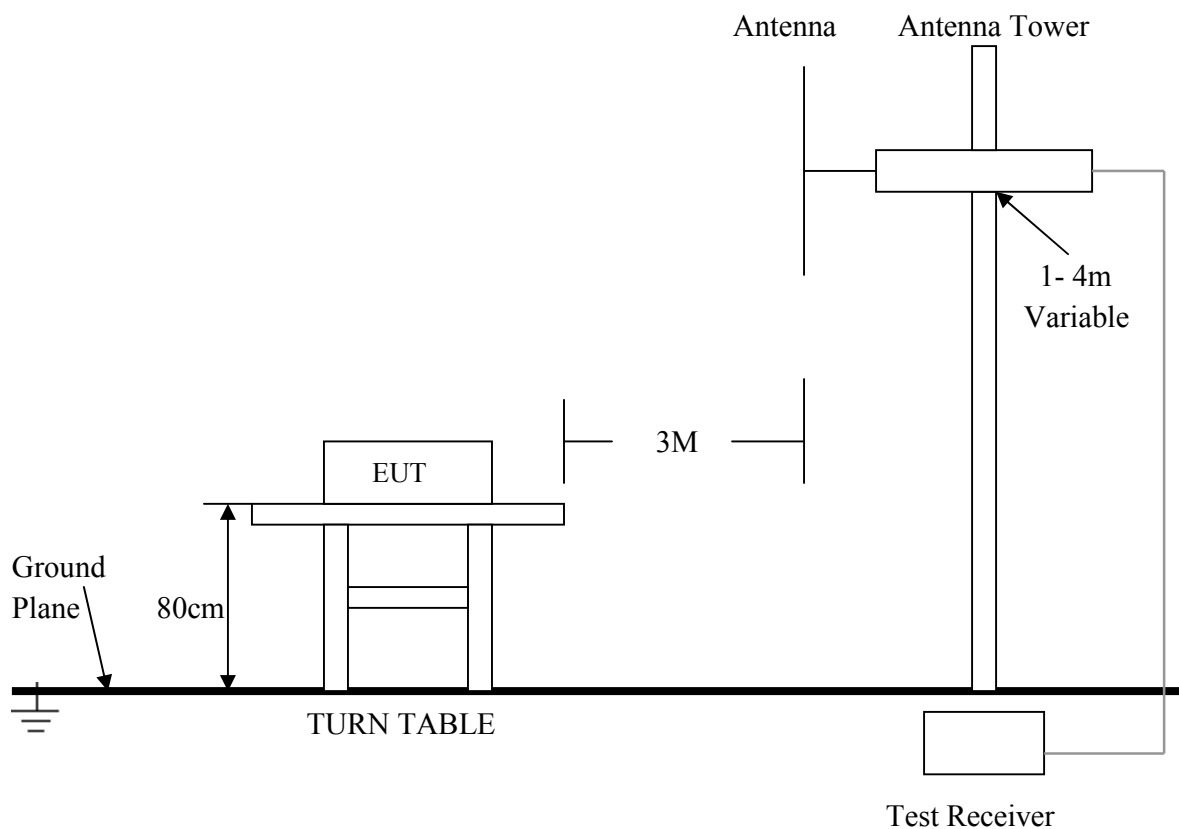 Antenna
Antenna Tower
1- 4m
Variable
3M
EUT
Ground
Plane
80cm
TURN TABLE
Test Receiver